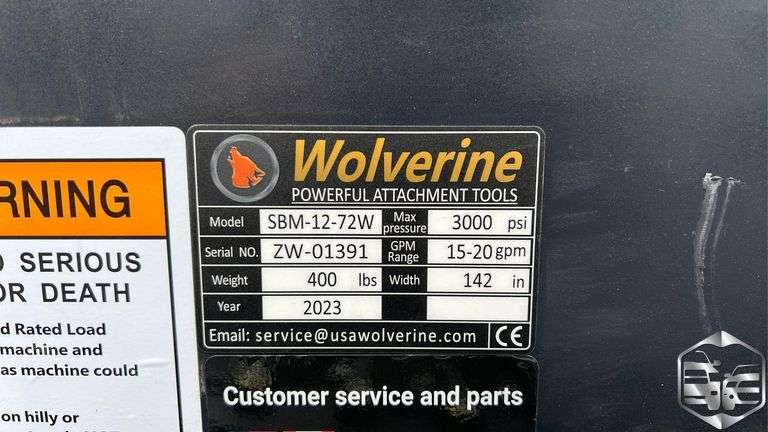 RNING
SERIOUS
OR DEATH
d Rated Load
machine and
as machine could
on hilly or
Wolverine
POWERFUL ATTACHMENT TOOLS
Model SBM-12-72W Max pressure 3000 psi
Serial NO. ZW-01391 GPM Range 15-20 gpm
Weight 400 lbs Width 142 in
Year 2023
Email: service@usawolverine.com CE
Customer service and parts